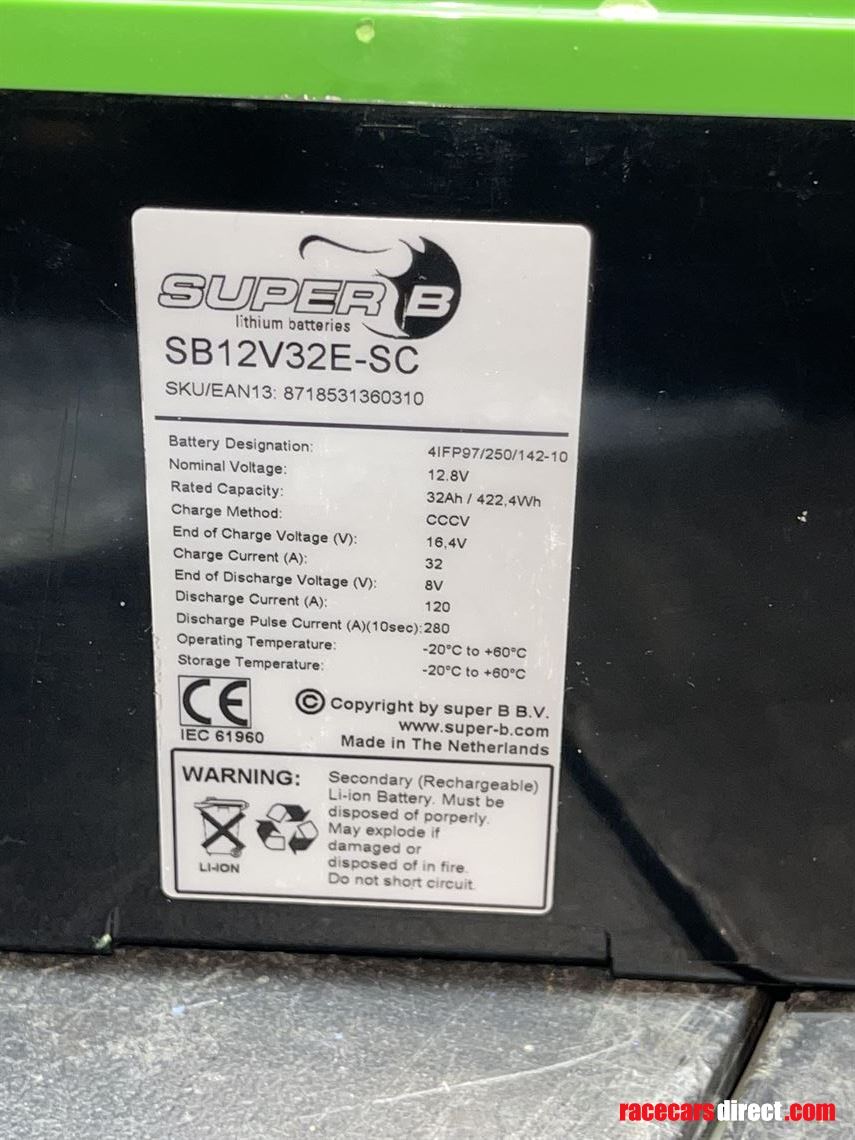 SUPER B
lithium batteries
SB12V32E-SC
SKU/EAN13: 8718531360310
Battery Designation: 4IFP97/250/142-10
Nominal Voltage: 12.8V
Rated Capacity: 32Ah / 422,4Wh
Charge Method: CCCV
End of Charge Voltage (V): 16,4V
Charge Current (A): 32
End of Discharge Voltage (V): 8V
Discharge Current (A): 120
Discharge Pulse Current (A)(10sec): 280
Operating Temperature: -20°C to +60°C
Storage Temperature: -20°C to +60°C
CE
IEC 61960
© Copyright by super B B.V.
www.super-b.com
Made in The Netherlands
WARNING:
LI-ION
Secondary (Rechargeable)
Li-ion Battery. Must be
disposed of porperly.
May explode if
damaged or
disposed of in fire.
Do not short circuit.
racecarsdirect.com